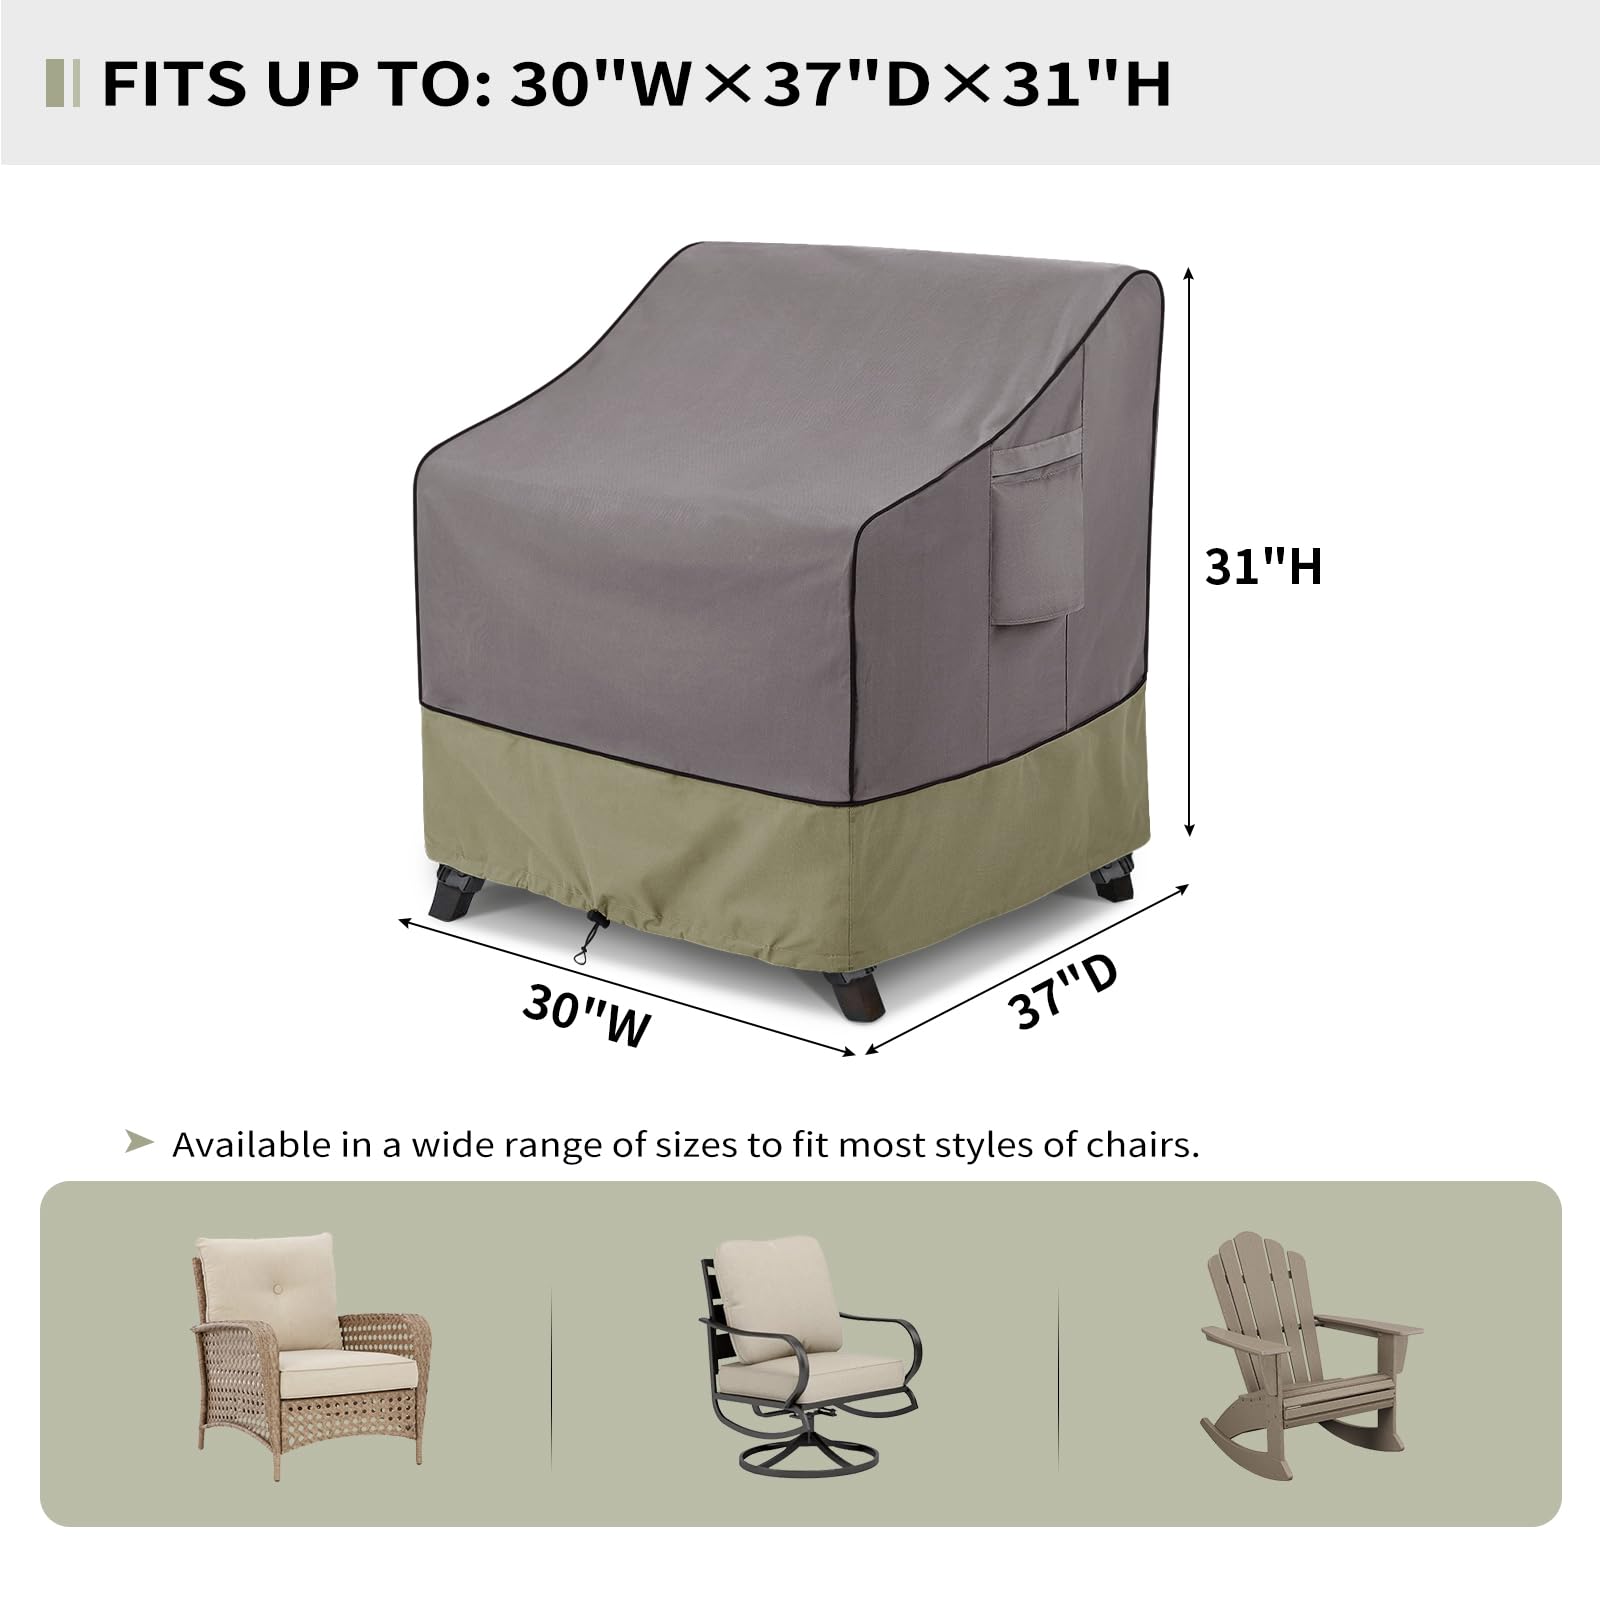 FITS UP TO: 30"W×37"D×31"H
31"H
30"W
37"D
Available in a wide range of sizes to fit most styles of chairs.